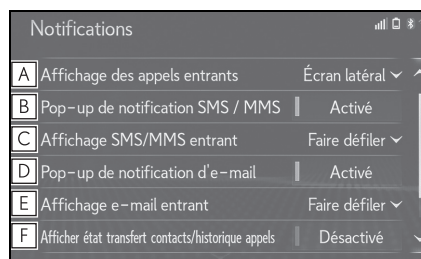 Notifications
A Affichage des appels entrants Écran latéral
B Pop-up de notification SMS / MMS Activé
C Affichage SMS/MMS entrant Faire défiler
D Pop-up de notification d'e-mail Activé
E Affichage e-mail entrant Faire défiler
F Afficher état transfert contacts/historique appels Désactivé